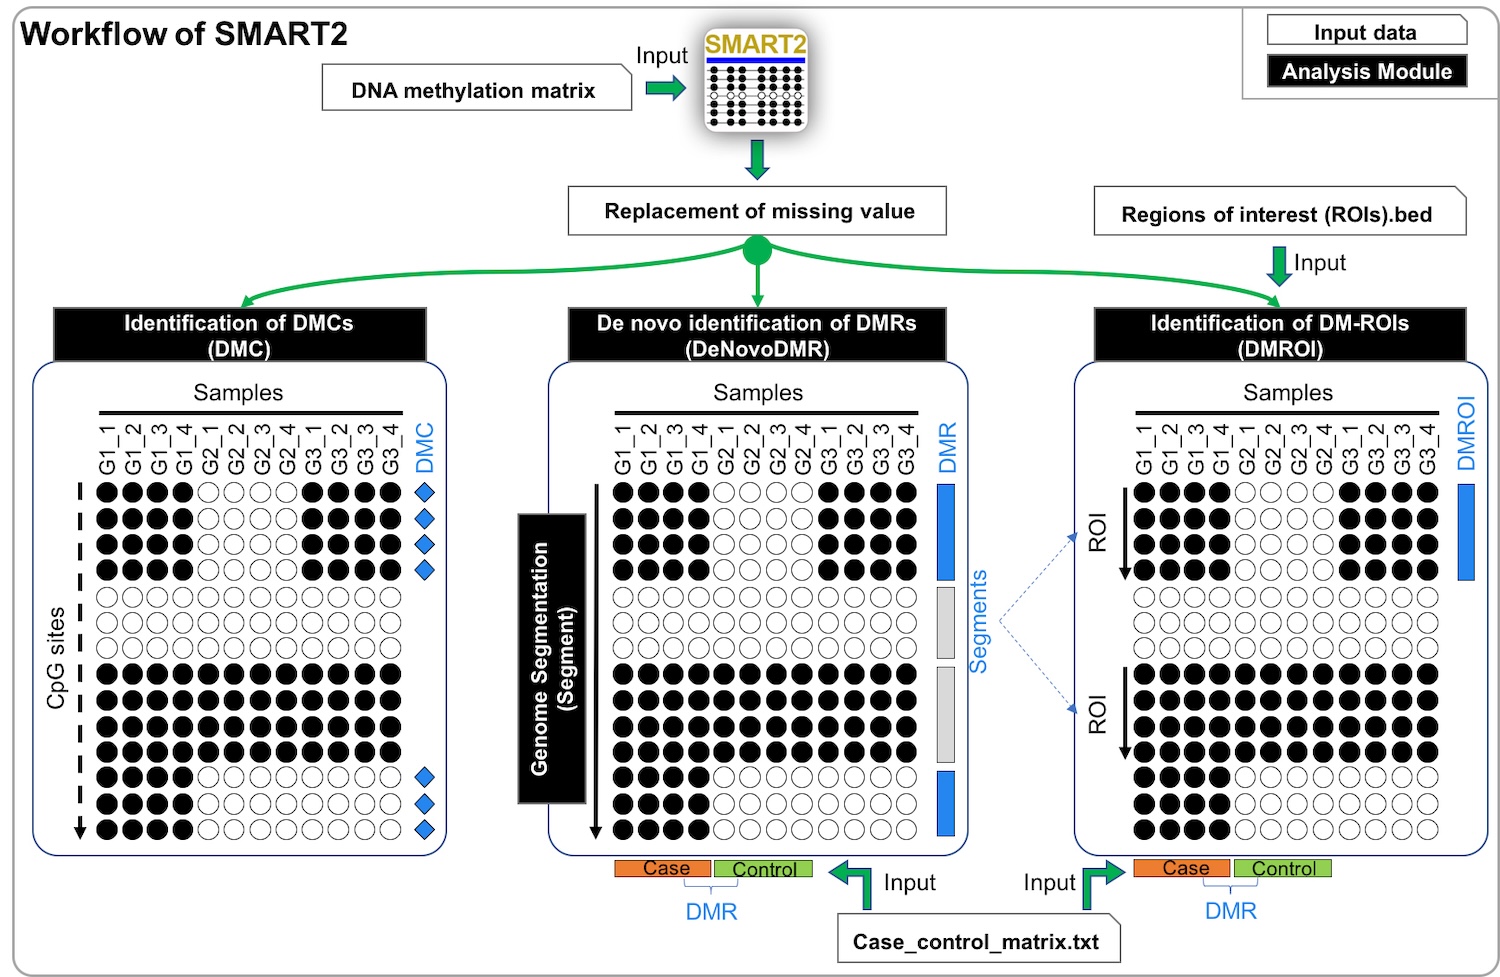 Workflow of SMART2
Input data
Analysis Module
Input
DNA methylation matrix
SMART2
Replacement of missing value
Regions of interest (ROIs).bed
Input
Identification of DMCs
(DMC)
De novo identification of DMRs
(DeNovoDMR)
Identification of DM-ROIs
(DMROI)
Samples
G1_1
G1_2
G1_3
G1_4
G2_1
G2_2
G2_3
G2_4
G3_1
G3_2
G3_3
G3_4
DMC
CpG sites
Samples
G1_1
G1_2
G1_3
G1_4
G2_1
G2_2
G2_3
G2_4
G3_1
G3_2
G3_3
G3_4
DMR
Genome Segmentation
(Segment)
Segments
Samples
G1_1
G1_2
G1_3
G1_4
G2_1
G2_2
G2_3
G2_4
G3_1
G3_2
G3_3
G3_4
DMROI
ROI
ROI
Case
Control
DMR
Input
Input
Case
Control
DMR
Case_control_matrix.txt